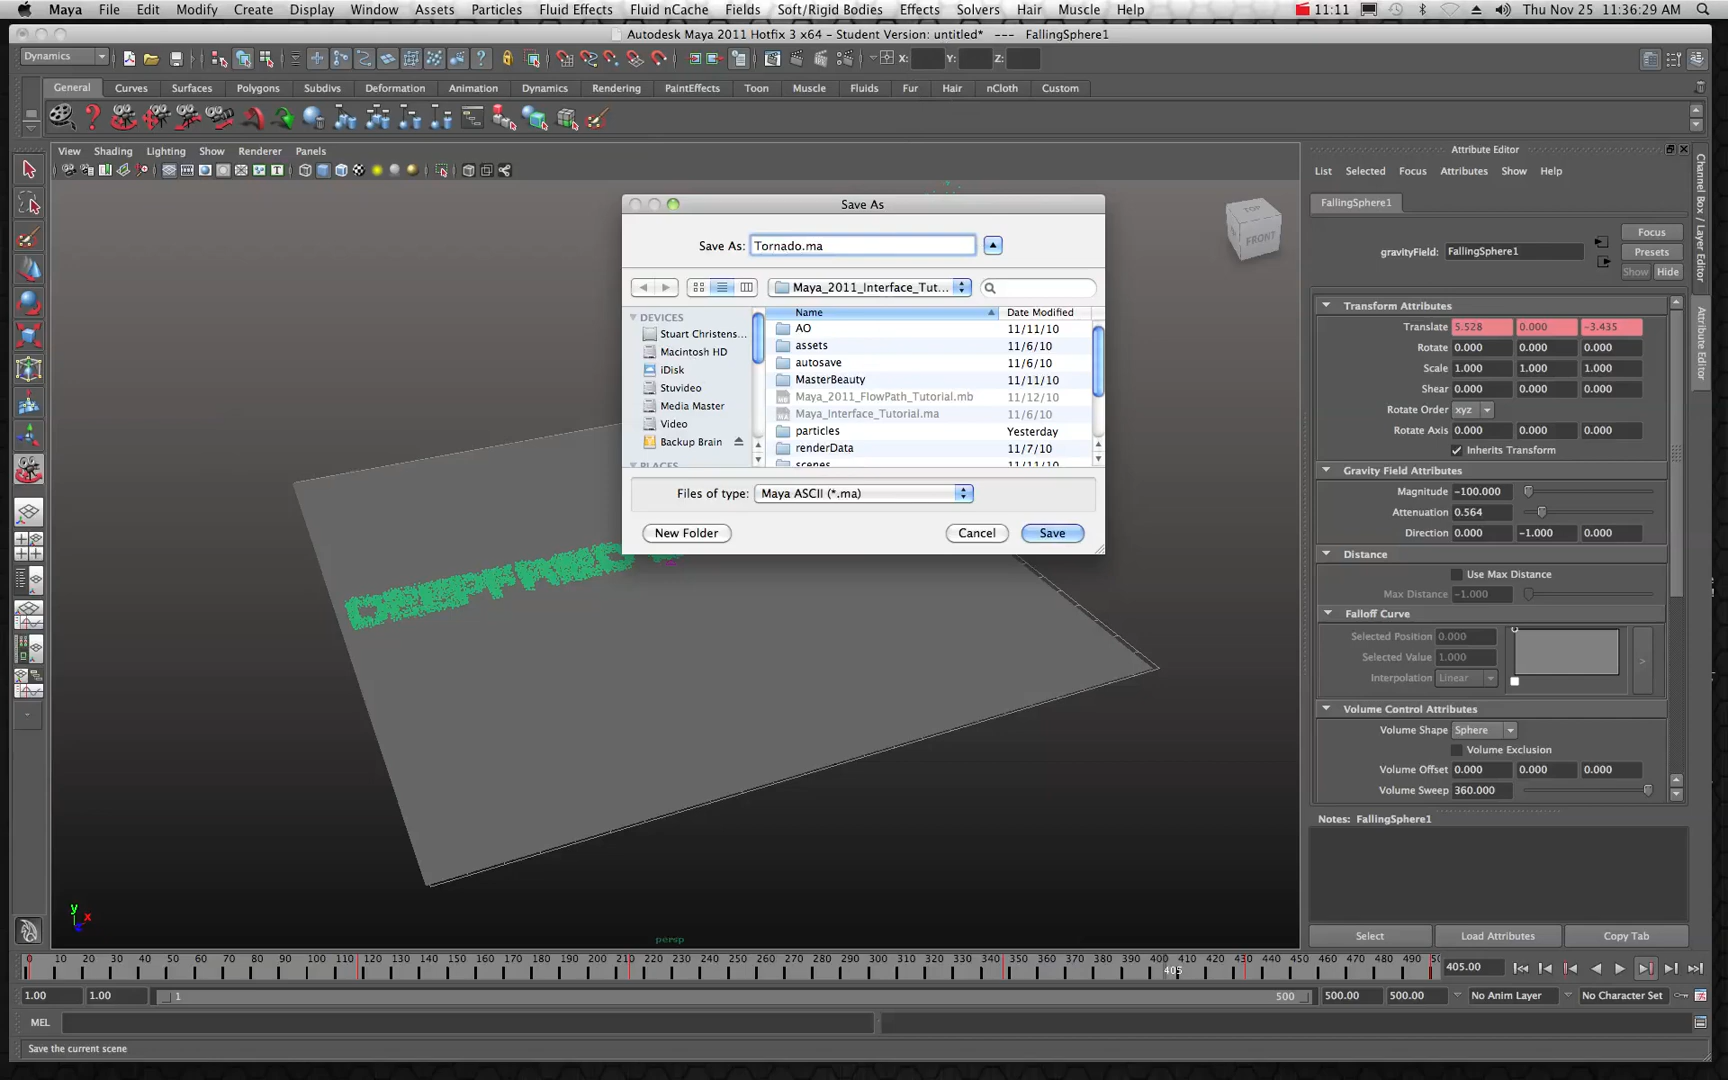 Maya File Edit Modify Create Display Window Assets Particles Fluid Effects Fluid nCache Fields Soft/Rigid Bodies Effects Solvers Hair Muscle Help 11:11 Thu Nov 25 11:36:29 AM
Autodesk Maya 2011 Hotfix 3 x64 - Student Version: untitled* --- FallingSphere1
Dynamics X: Y: Z:
General Curves Surfaces Polygons Subdivs Deformation Animation Dynamics Rendering PaintEffects Toon Muscle Fluids Fur Hair nCloth Custom
View Shading Lighting Show Renderer Panels
TOP FRONT
Save As
Save As: Tornado.ma
Maya_2011_Interface_Tut...
DEVICES
Stuart Christens...
Macintosh HD
iDisk
Stuvideo
Media Master
Video
Backup Brain
PLACES
Name Date Modified
AO 11/11/10
assets 11/6/10
autosave 11/6/10
MasterBeauty 11/11/10
Maya_2011_FlowPath_Tutorial.mb 11/12/10
Maya_Interface_Tutorial.ma 11/6/10
particles Yesterday
renderData 11/7/10
scenes 11/11/10
Files of type: Maya ASCII (*.ma)
New Folder Cancel Save
Attribute Editor
List Selected Focus Attributes Show Help
FallingSphere1
Focus
gravityField: FallingSphere1 Presets
Show Hide
Transform Attributes
Translate 5.528 0.000 -3.435
Rotate 0.000 0.000 0.000
Scale 1.000 1.000 1.000
Shear 0.000 0.000 0.000
Rotate Order xyz
Rotate Axis 0.000 0.000 0.000
Inherits Transform
Gravity Field Attributes
Magnitude -100.000
Attenuation 0.564
Direction 0.000 -1.000 0.000
Distance
Use Max Distance
Max Distance -1.000
Falloff Curve
Selected Position 0.000
Selected Value 1.000
Interpolation Linear
>
Volume Control Attributes
Volume Shape Sphere
Volume Exclusion
Volume Offset 0.000 0.000 0.000
Volume Sweep 360.000
Notes: FallingSphere1
Select Load Attributes Copy Tab
Channel Box / Layer Editor
Attribute Editor
y x
persp
0 10 20 30 40 50 60 70 80 90 100 110 120 130 140 150 160 170 180 190 200 210 220 230 240 250 260 270 280 290 300 310 320 330 340 350 360 370 380 390 400 410 420 430 440 450 460 470 480 490 50
405
405.00
1.00 1.00 1 500 500.00 500.00 No Anim Layer No Character Set
MEL
Save the current scene